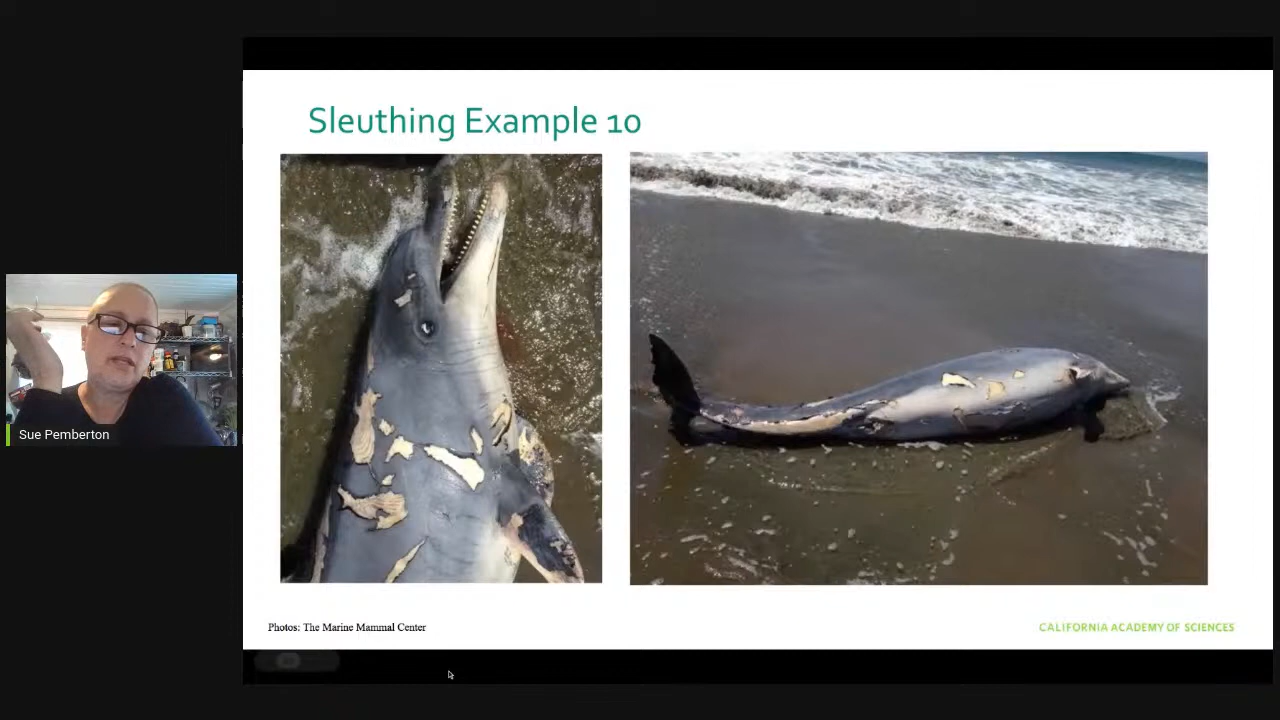 Sleuthing Example 10
Sue Pemberton
Photos: The Marine Mammal Center
CALIFORNIA ACADEMY OF SCIENCES